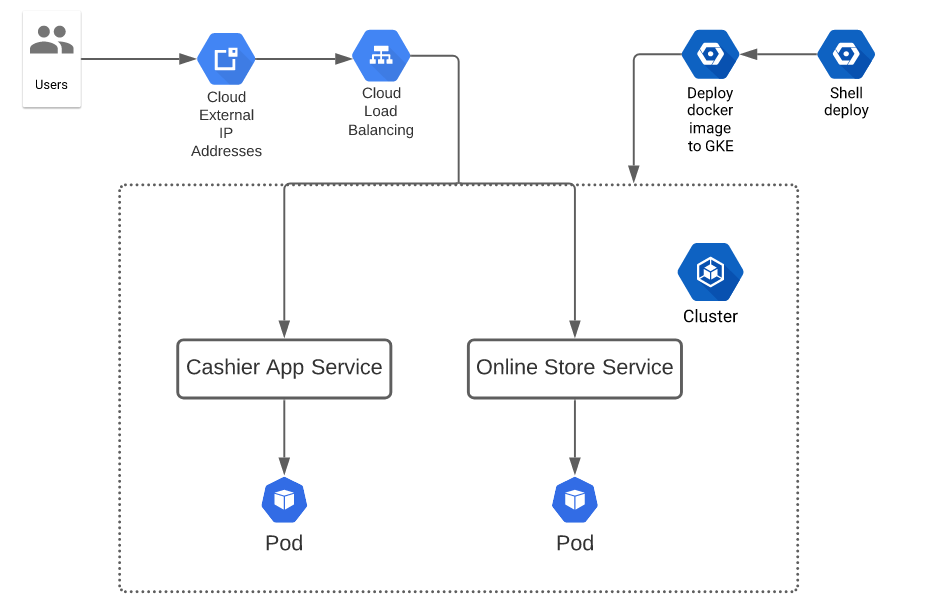 Users
Cloud
External
IP
Addresses
Cloud
Load
Balancing
Deploy
docker
image
to GKE
Shell
deploy
Cluster
Cashier App Service
Online Store Service
Pod
Pod